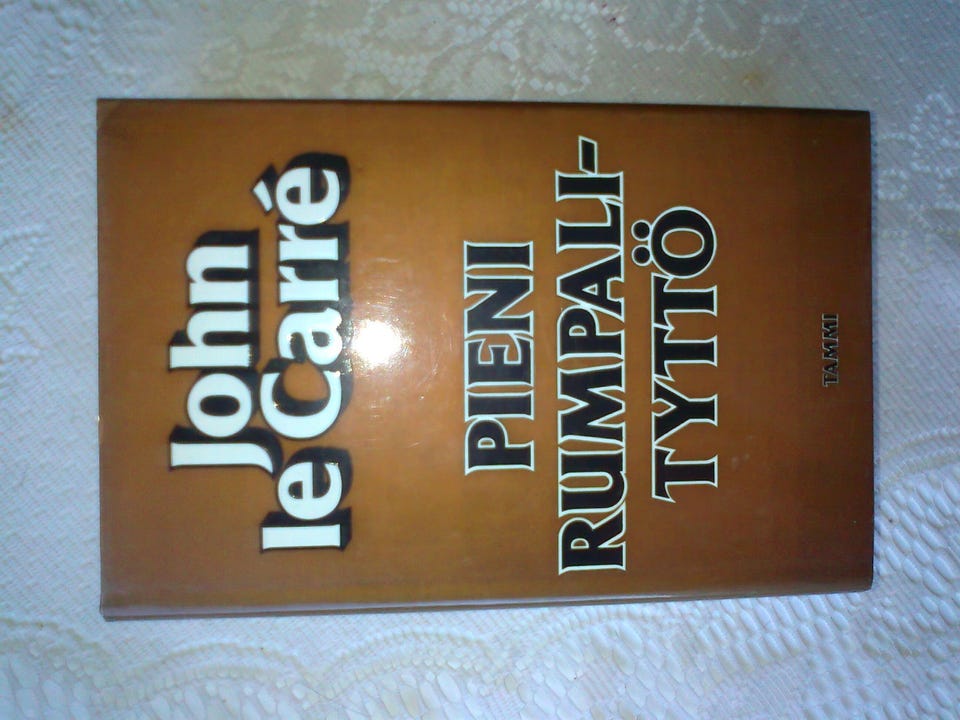 John
le Carré
PIENI
RUMPALI-
TYTTÖ
TAMMI